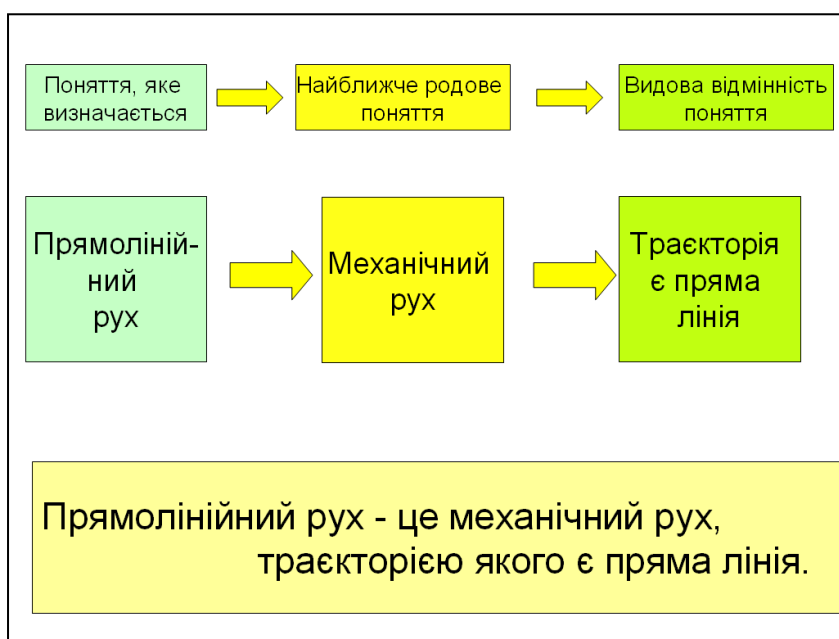 Поняття, яке
визначається
Найближче родове
поняття
Видова відмінність
поняття
Прямоліній-
ний
рух
Механічний
рух
Траєкторія
є пряма
лінія
Прямолінійний рух - це механічний рух,
траєкторією якого є пряма лінія.